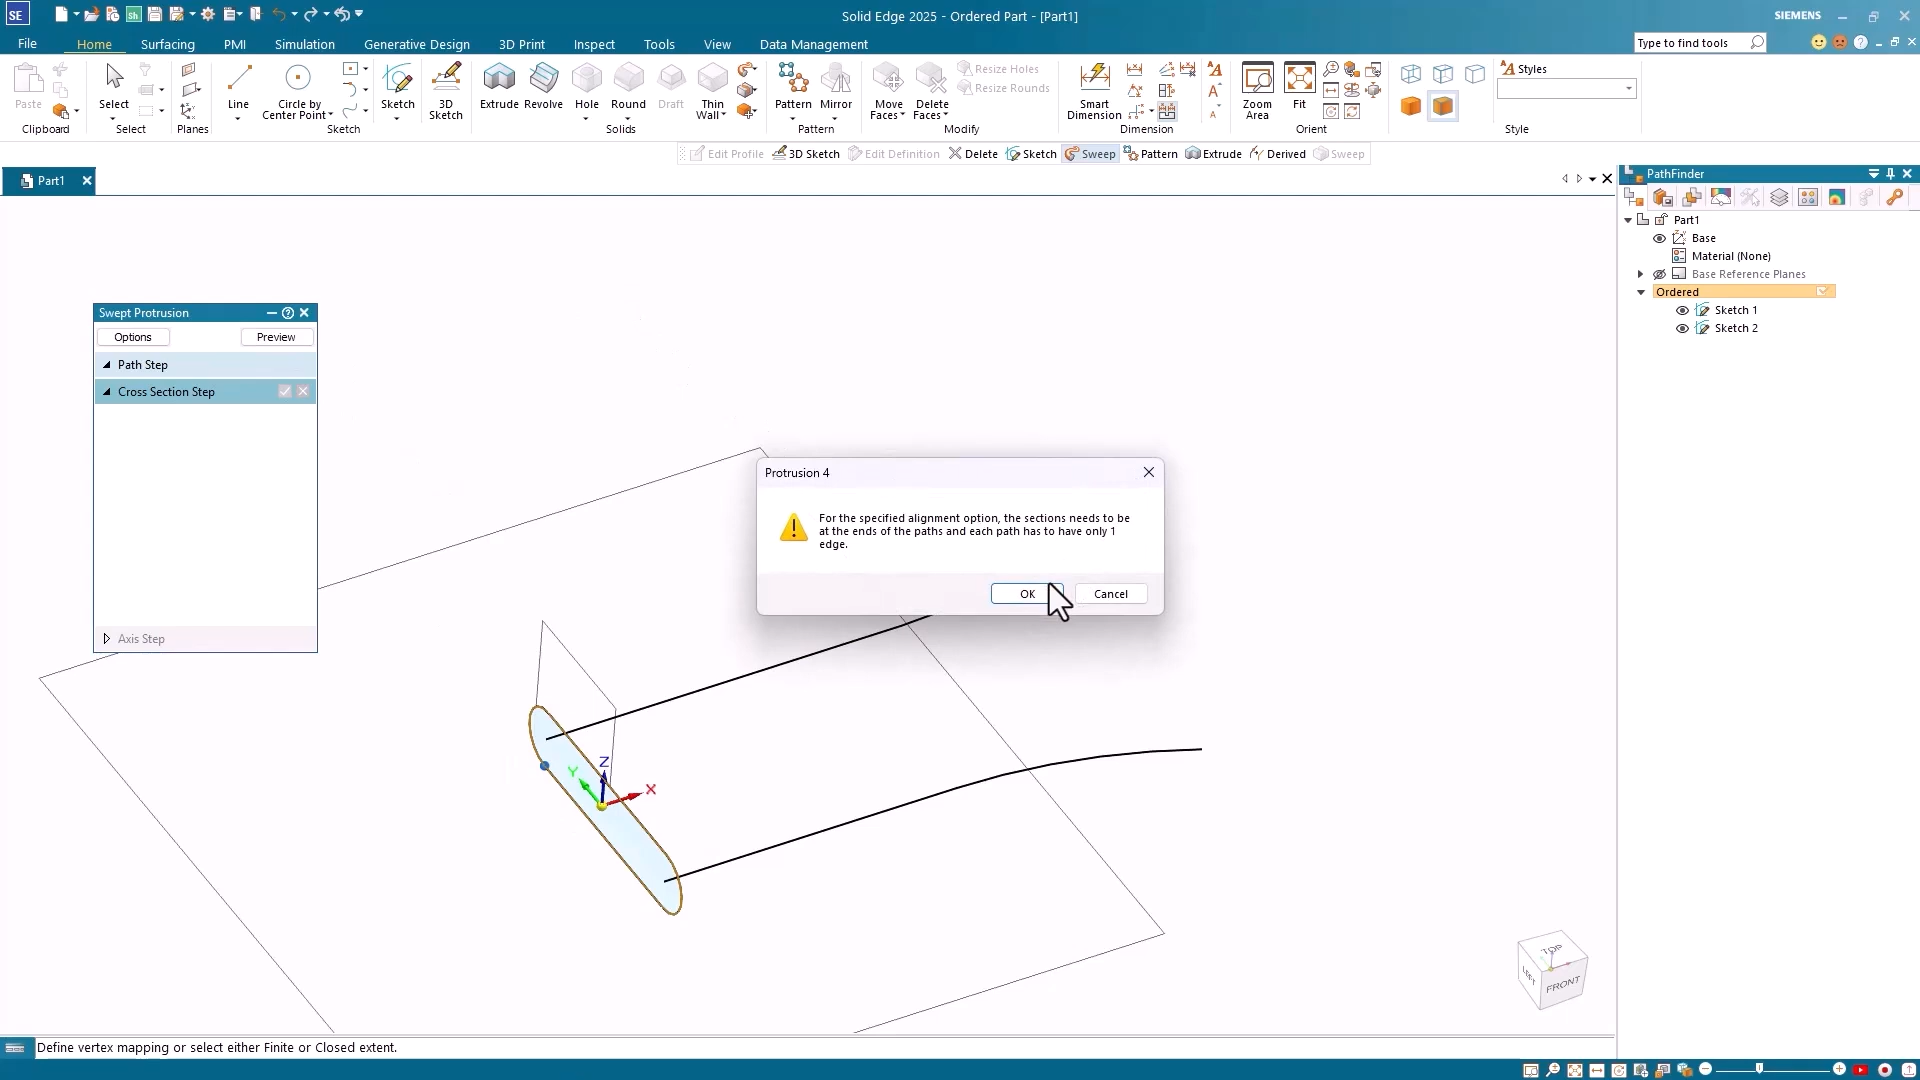 SE
Sh
Solid Edge 2025 - Ordered Part - [Part1]
SIEMENS
File
Home
Surfacing
PMI
Simulation
Generative Design
3D Print
Inspect
Tools
View
Data Management
Type to find tools
Paste
Clipboard
Select
Select
Planes
Line
Circle by
Center Point
Sketch
Sketch
3D
Sketch
Extrude
Revolve
Hole
Round
Draft
Thin
Wall
Solids
Pattern
Mirror
Pattern
Move
Faces
Delete
Faces
Resize Holes
Resize Rounds
Modify
Smart
Dimension
Dimension
Zoom
Area
Fit
Orient
Styles
Style
Edit Profile
3D Sketch
Edit Definition
Delete
Sketch
Sweep
Pattern
Extrude
Derived
Sweep
Part1
PathFinder
Part1
Base
Material (None)
Base Reference Planes
Ordered
Sketch 1
Sketch 2
Swept Protrusion
Options
Preview
Path Step
Cross Section Step
Axis Step
Protrusion 4
For the specified alignment option, the sections needs to be
at the ends of the paths and each path has to have only 1
edge.
OK
Cancel
Z
Y
X
TOP
LEFT
FRONT
Define vertex mapping or select either Finite or Closed extent.